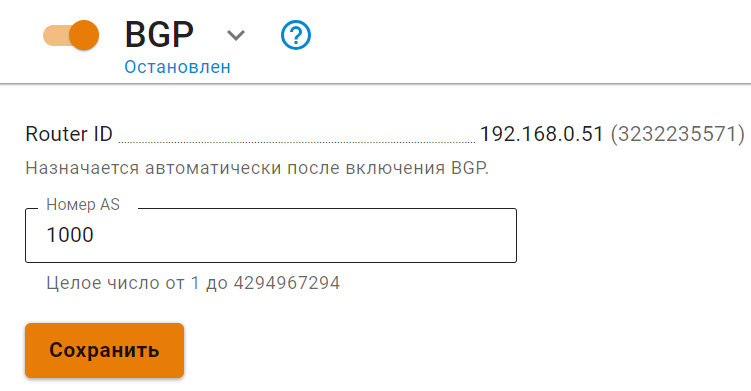 BGP
Остановлен
Router ID 192.168.0.51 (3232235571)
Назначается автоматически после включения BGP.
Номер AS
1000
Целое число от 1 до 4294967294
Сохранить